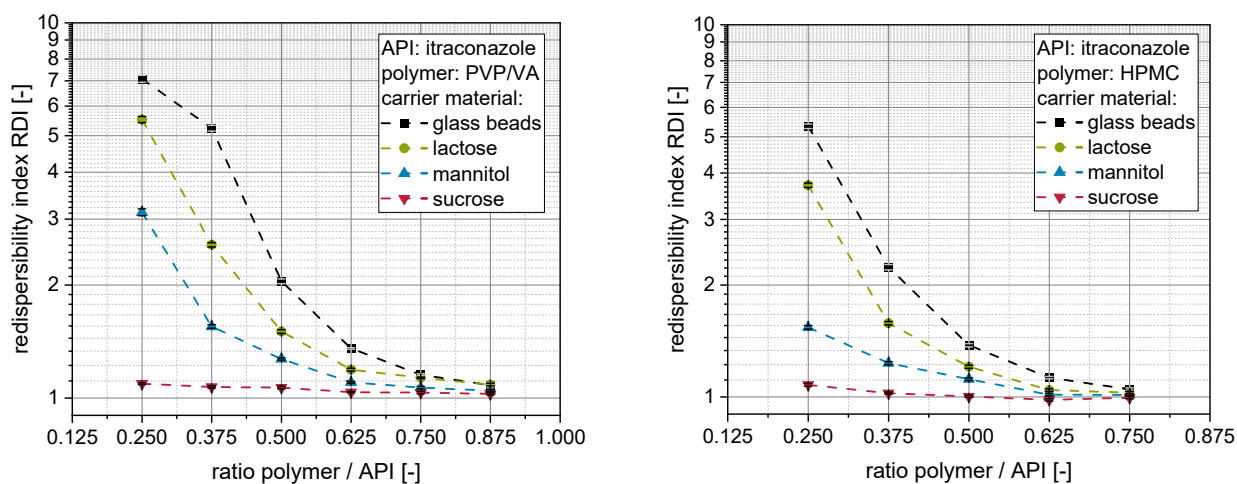 redispersibility index RDI [-]
10
9
8
7
6
5
4
3
2
1
API: itraconazole
polymer: PVP/VA
carrier material:
glass beads
lactose
mannitol
sucrose
0.125 0.250 0.375 0.500 0.625 0.750 0.875 1.000
ratio polymer / API [-]
redispersibility index RDI [-]
10
9
8
7
6
5
4
3
2
1
API: itraconazole
polymer: HPMC
carrier material:
glass beads
lactose
mannitol
sucrose
0.125 0.250 0.375 0.500 0.625 0.750 0.875
ratio polymer / API [-]